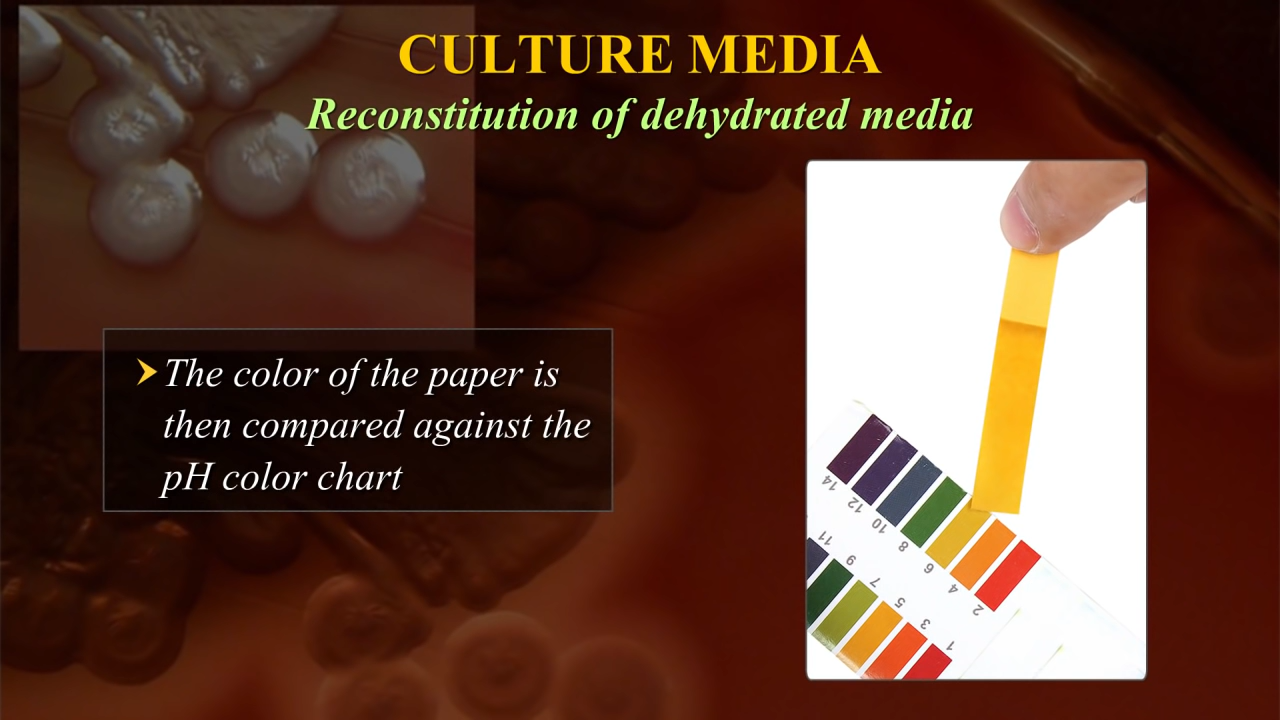 CULTURE MEDIA
Reconstitution of dehydrated media
The color of the paper is
then compared against the
pH color chart
14
12
10
8
6
4
2
11
9
7
5
3
1